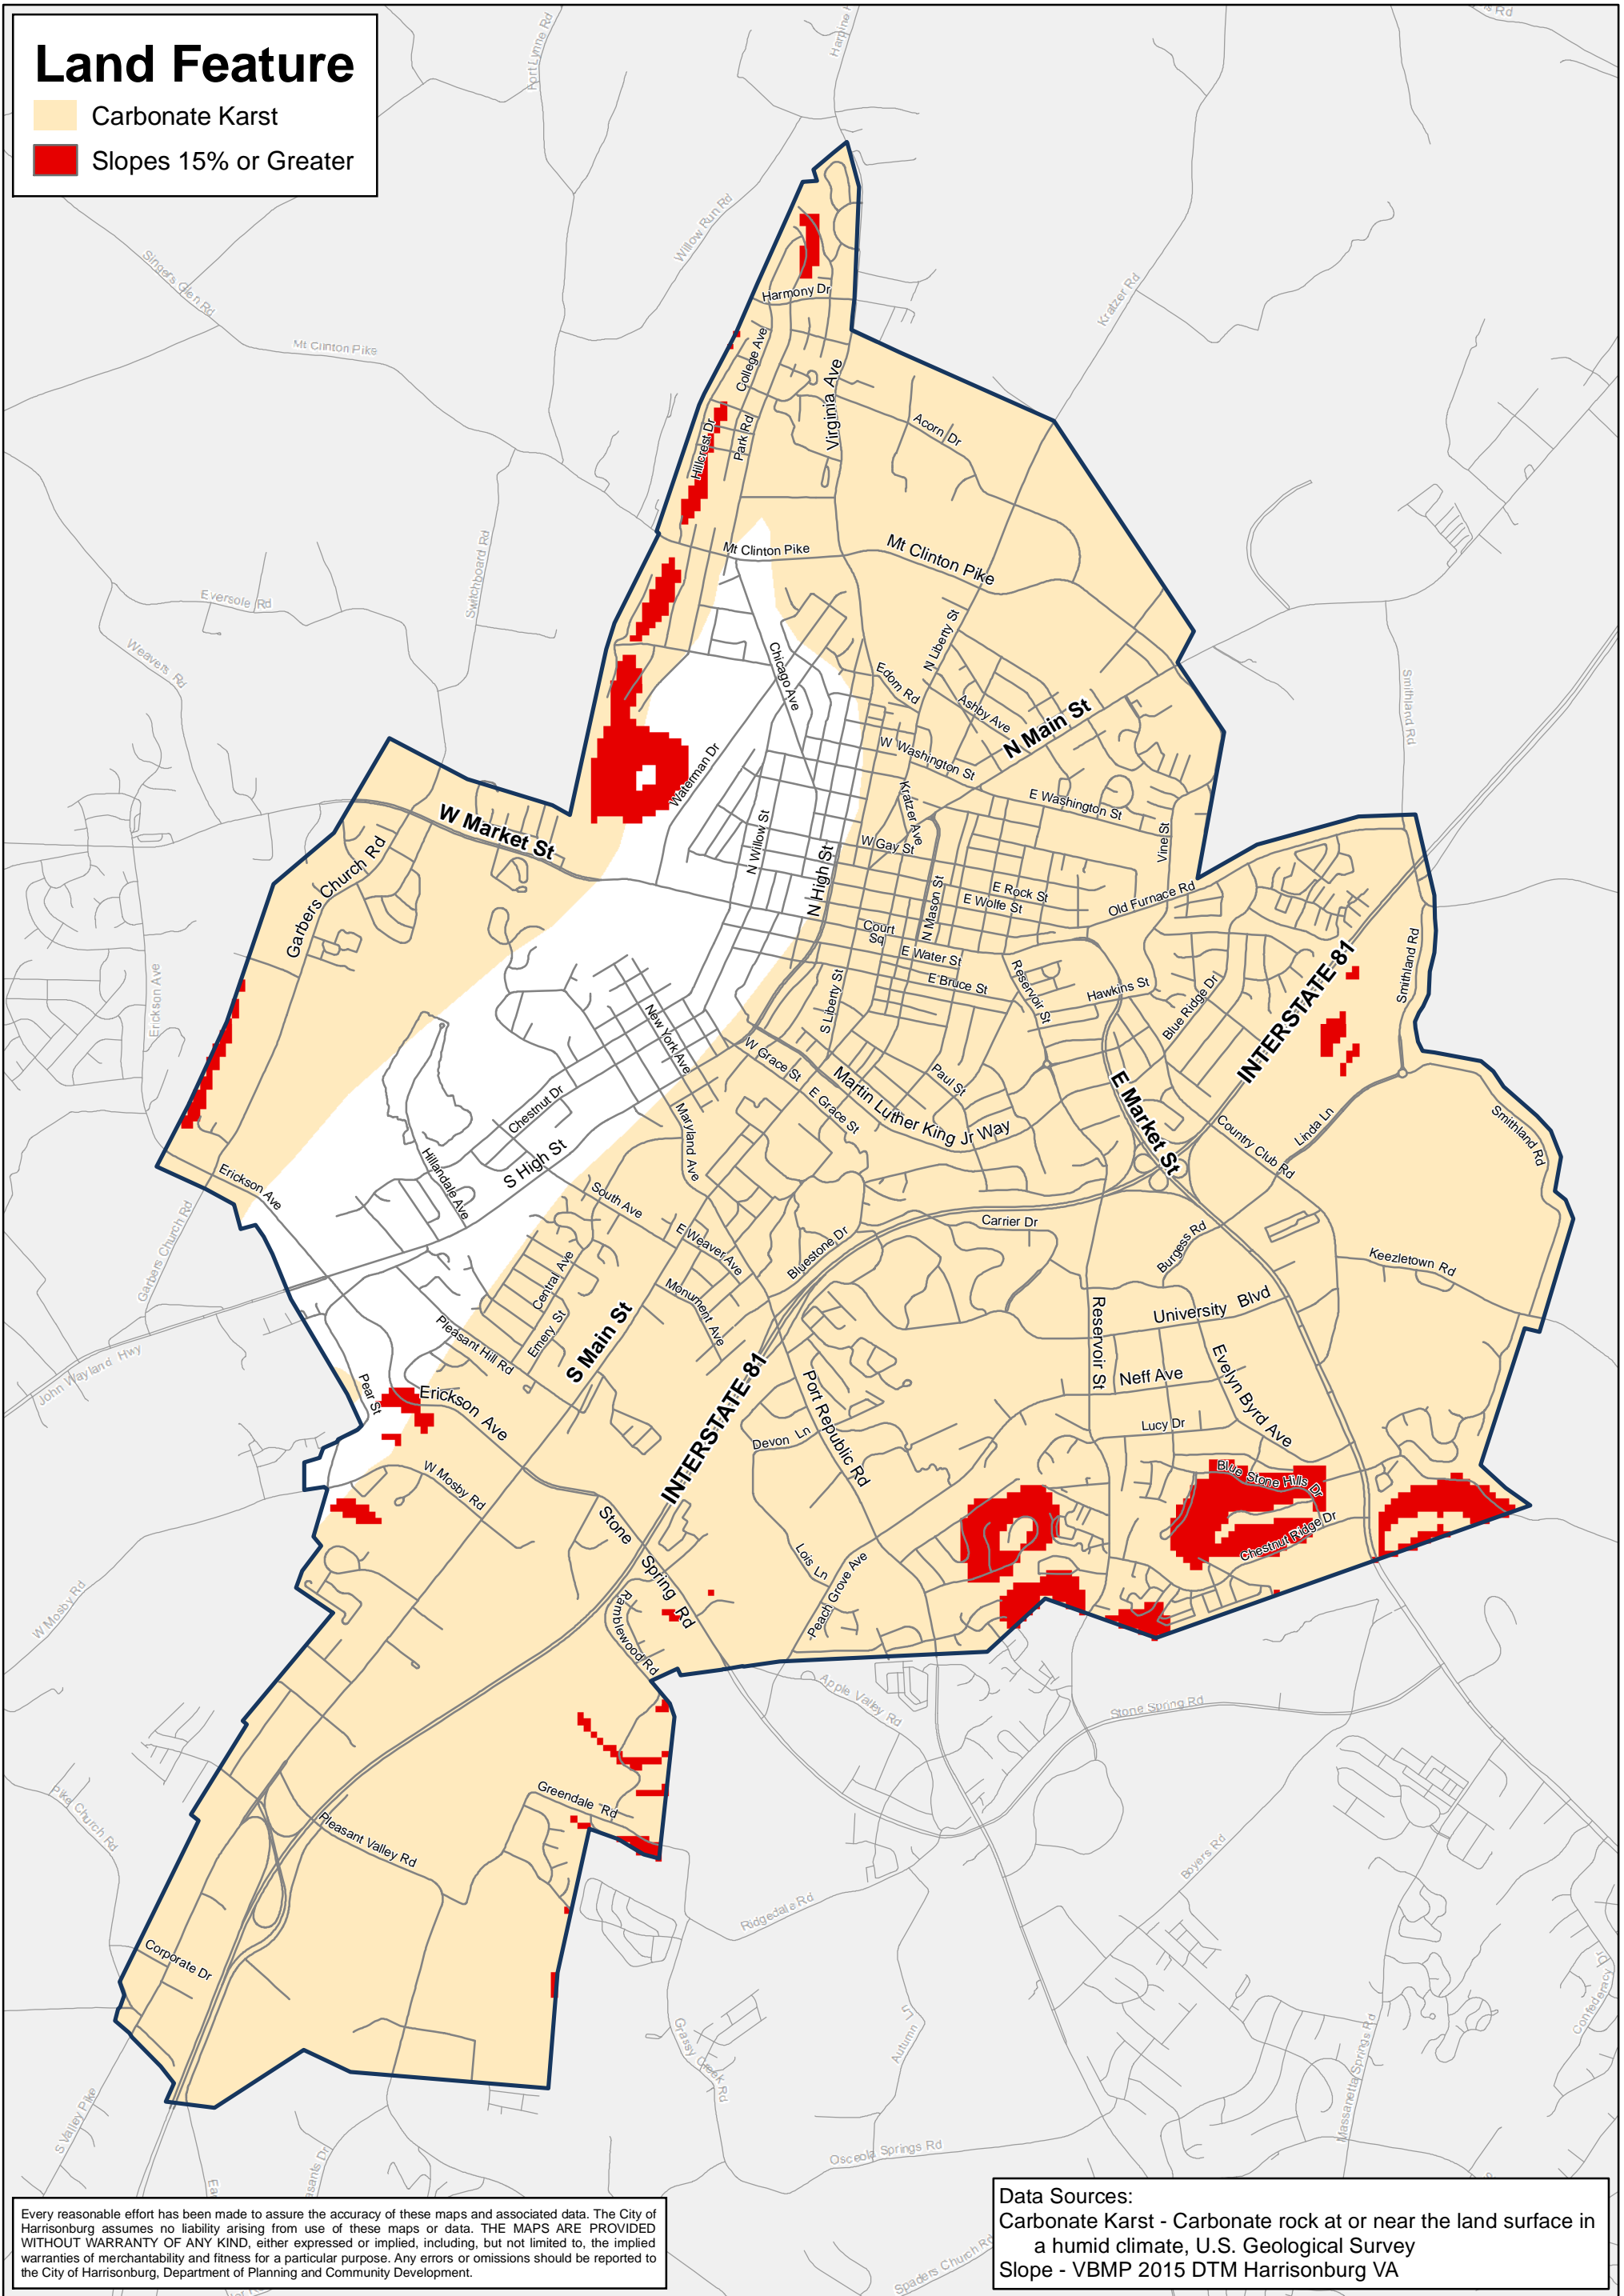 Land Feature
Carbonate Karst
Slopes 15% or Greater
Fort Lynne Rd
Willow Run Rd
Singers Glen Rd
Mt Clinton Pike
Kratzer Rd
Harmony Dr
College Ave
Virginia Ave
Acorn Dr
Hillcrest Dr
Park Rd
Mt Clinton Pike
Mt Clinton Pike
Switchboard Rd
Eversole Rd
Weavers Rd
N Liberty St
Chicago Ave
Edom Rd
Ashby Ave
N Main St
Smithland Rd
W Washington St
Waterman Dr
Kratzer Ave
E Washington St
W Market St
N Willow St
W Gay St
Vine St
Garbers Church Rd
N High St
N Mason St
E Rock St
E Wolfe St
Old Furnace Rd
Court
Sq
E Water St
E Bruce St
Reservoir St
Hawkins St
Blue Ridge Dr
INTERSTATE 81
Smithland Rd
Erickson Ave
S Liberty St
New York Ave
W Grace St
E Grace St
Martin Luther King Jr Way
Paul St
E Market St
Country Club Rd
Linda Ln
Smithland Rd
Chestnut Dr
Maryland Ave
S High St
Hillandale Ave
Erickson Ave
South Ave
E Weaver Ave
Bluestone Dr
Carrier Dr
Burgess Rd
Keezletown Rd
Garbers Church Rd
Central Ave
Monument Ave
University Blvd
Reservoir St
John Wayland Hwy
Pleasant Hill Rd
Emery St
S Main St
Neff Ave
Evelyn Byrd Ave
Pear St
Erickson Ave
INTERSTATE 81
Port Republic Rd
Devon Ln
Lucy Dr
W Mosby Rd
Blue Stone Hills Dr
Chestnut Ridge Dr
Stone Spring Rd
Lois Ln
Peach Grove Ave
W Mosby Rd
Ramblewood Rd
Apple Valley Rd
Stone Spring Rd
Greendale Rd
Pike Church Rd
Pleasant Valley Rd
Boyers Rd
Ridgedale Rd
Corporate Dr
Grassy Creek Rd
Autumn Ln
Confederacy Dr
Massanetta Springs Rd
S Valley Pike
Osceola Springs Rd
Spaders Church Rd
Every reasonable effort has been made to assure the accuracy of these maps and associated data. The City of
Harrisonburg assumes no liability arising from use of these maps or data. THE MAPS ARE PROVIDED
WITHOUT WARRANTY OF ANY KIND, either expressed or implied, including, but not limited to, the implied
warranties of merchantability and fitness for a particular purpose. Any errors or omissions should be reported to
the City of Harrisonburg, Department of Planning and Community Development.
Data Sources:
Carbonate Karst - Carbonate rock at or near the land surface in
a humid climate, U.S. Geological Survey
Slope - VBMP 2015 DTM Harrisonburg VA